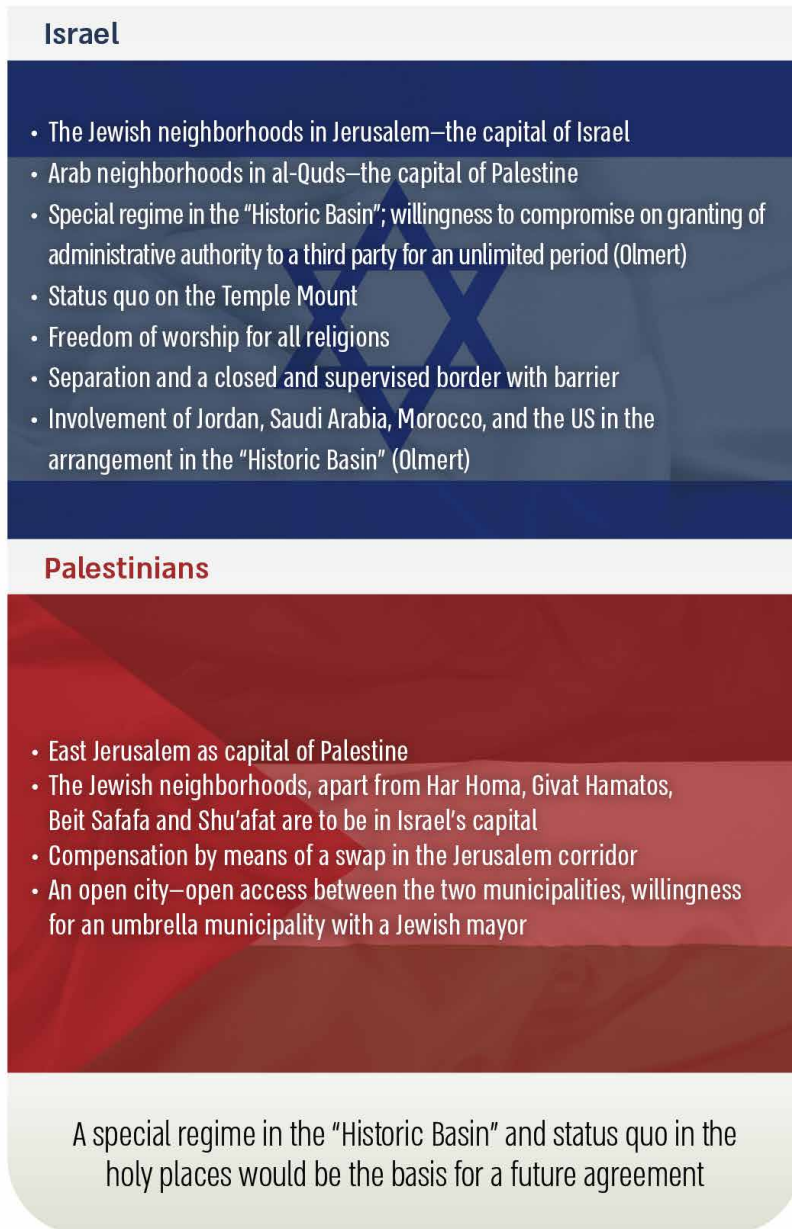 Israel
• The Jewish neighborhoods in Jerusalem—the capital of Israel
• Arab neighborhoods in al-Quds—the capital of Palestine
• Special regime in the “Historic Basin”; willingness to compromise on granting of
administrative authority to a third party for an unlimited period (Olmert)
• Status quo on the Temple Mount
• Freedom of worship for all religions
• Separation and a closed and supervised border with barrier
• Involvement of Jordan, Saudi Arabia, Morocco, and the US in the
arrangement in the “Historic Basin” (Olmert)
Palestinians
• East Jerusalem as capital of Palestine
• The Jewish neighborhoods, apart from Har Homa, Givat Hamatos,
Beit Safafa and Shu’afat are to be in Israel’s capital
• Compensation by means of a swap in the Jerusalem corridor
• An open city—open access between the two municipalities, willingness
for an umbrella municipality with a Jewish mayor
A special regime in the “Historic Basin” and status quo in the
holy places would be the basis for a future agreement